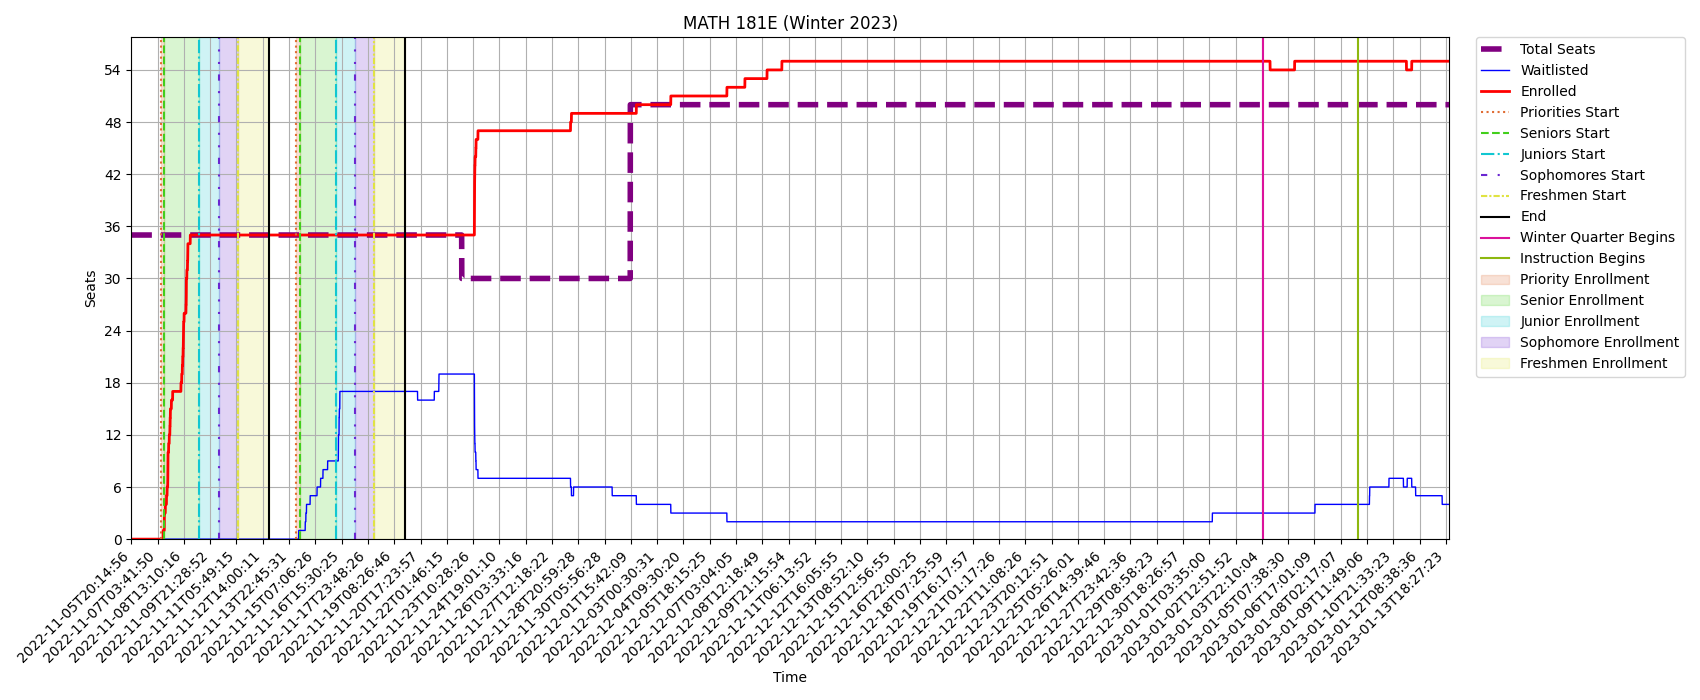 MATH 181E (Winter 2023)
Seats
54
48
42
36
30
24
18
12
6
0
2022-11-05T20:14:56
2022-11-07T03:41:50
2022-11-08T13:10:16
2022-11-09T21:28:52
2022-11-11T05:49:15
2022-11-12T14:00:11
2022-11-13T22:45:31
2022-11-15T07:06:20
2022-11-16T15:30:25
2022-11-17T23:48:26
2022-11-19T08:26:46
2022-11-20T17:23:57
2022-11-22T01:46:15
2022-11-23T10:28:26
2022-11-24T19:01:10
2022-11-26T03:33:16
2022-11-27T12:18:22
2022-11-28T20:59:28
2022-11-30T05:56:28
2022-12-01T15:42:09
2022-12-03T00:30:31
2022-12-04T09:30:20
2022-12-05T18:15:25
2022-12-07T03:04:05
2022-12-08T12:18:49
2022-12-09T21:15:54
2022-12-11T06:13:52
2022-12-12T16:05:55
2022-12-13T08:52:10
2022-12-15T12:56:55
2022-12-16T22:00:25
2022-12-18T07:25:59
2022-12-19T16:17:57
2022-12-21T01:17:26
2022-12-22T11:08:26
2022-12-23T20:12:51
2022-12-25T05:26:01
2022-12-26T14:39:46
2022-12-27T23:42:36
2022-12-29T08:58:23
2022-12-30T18:26:57
2023-01-01T03:35:00
2023-01-02T12:51:52
2023-01-03T22:10:04
2023-01-05T07:38:30
2023-01-06T17:01:09
2023-01-08T02:17:07
2023-01-09T11:49:06
2023-01-10T21:33:23
2023-01-12T08:38:36
2023-01-13T18:27:23
Time
Total Seats
Waitlisted
Enrolled
Priorities Start
Seniors Start
Juniors Start
Sophomores Start
Freshmen Start
End
Winter Quarter Begins
Instruction Begins
Priority Enrollment
Senior Enrollment
Junior Enrollment
Sophomore Enrollment
Freshmen Enrollment